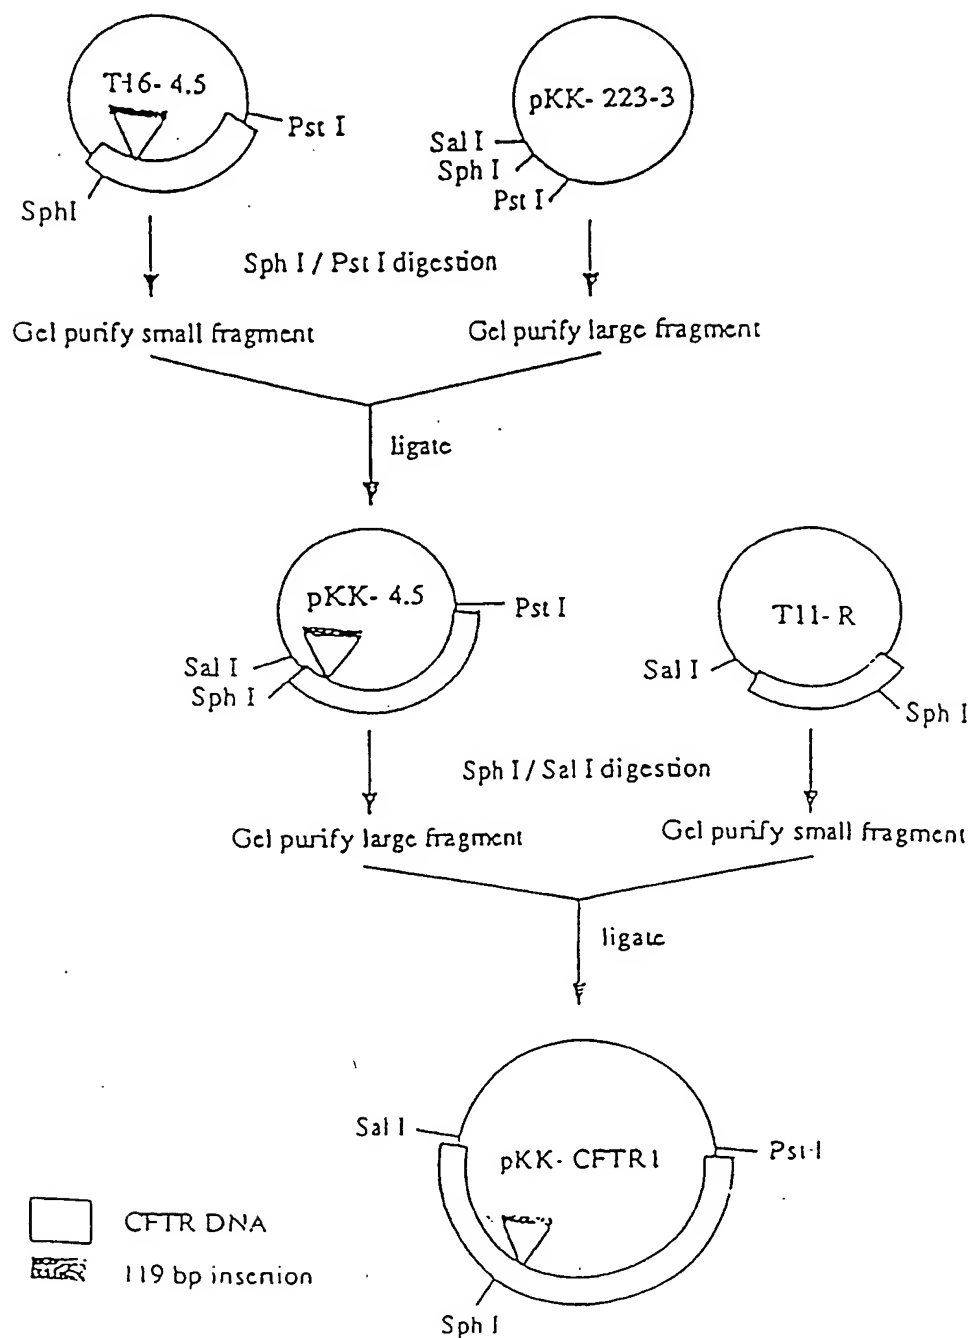 T16-4.5
pKK-223-3
Pst I
Sal I
Sph I
Pst I
SphI
Sph I / Pst I digestion
Gel purify small fragment
Gel purify large fragment
ligate
pKK-4.5
Pst I
T11-R
Sal I
Sph I
Sal I
Sph I
Sph I / Sal I digestion
Gel purify large fragment
Gel purify small fragment
ligate
Sal I
pKK-CFTR1
Pst I
CFTR DNA
119 bp insertion
Sph I